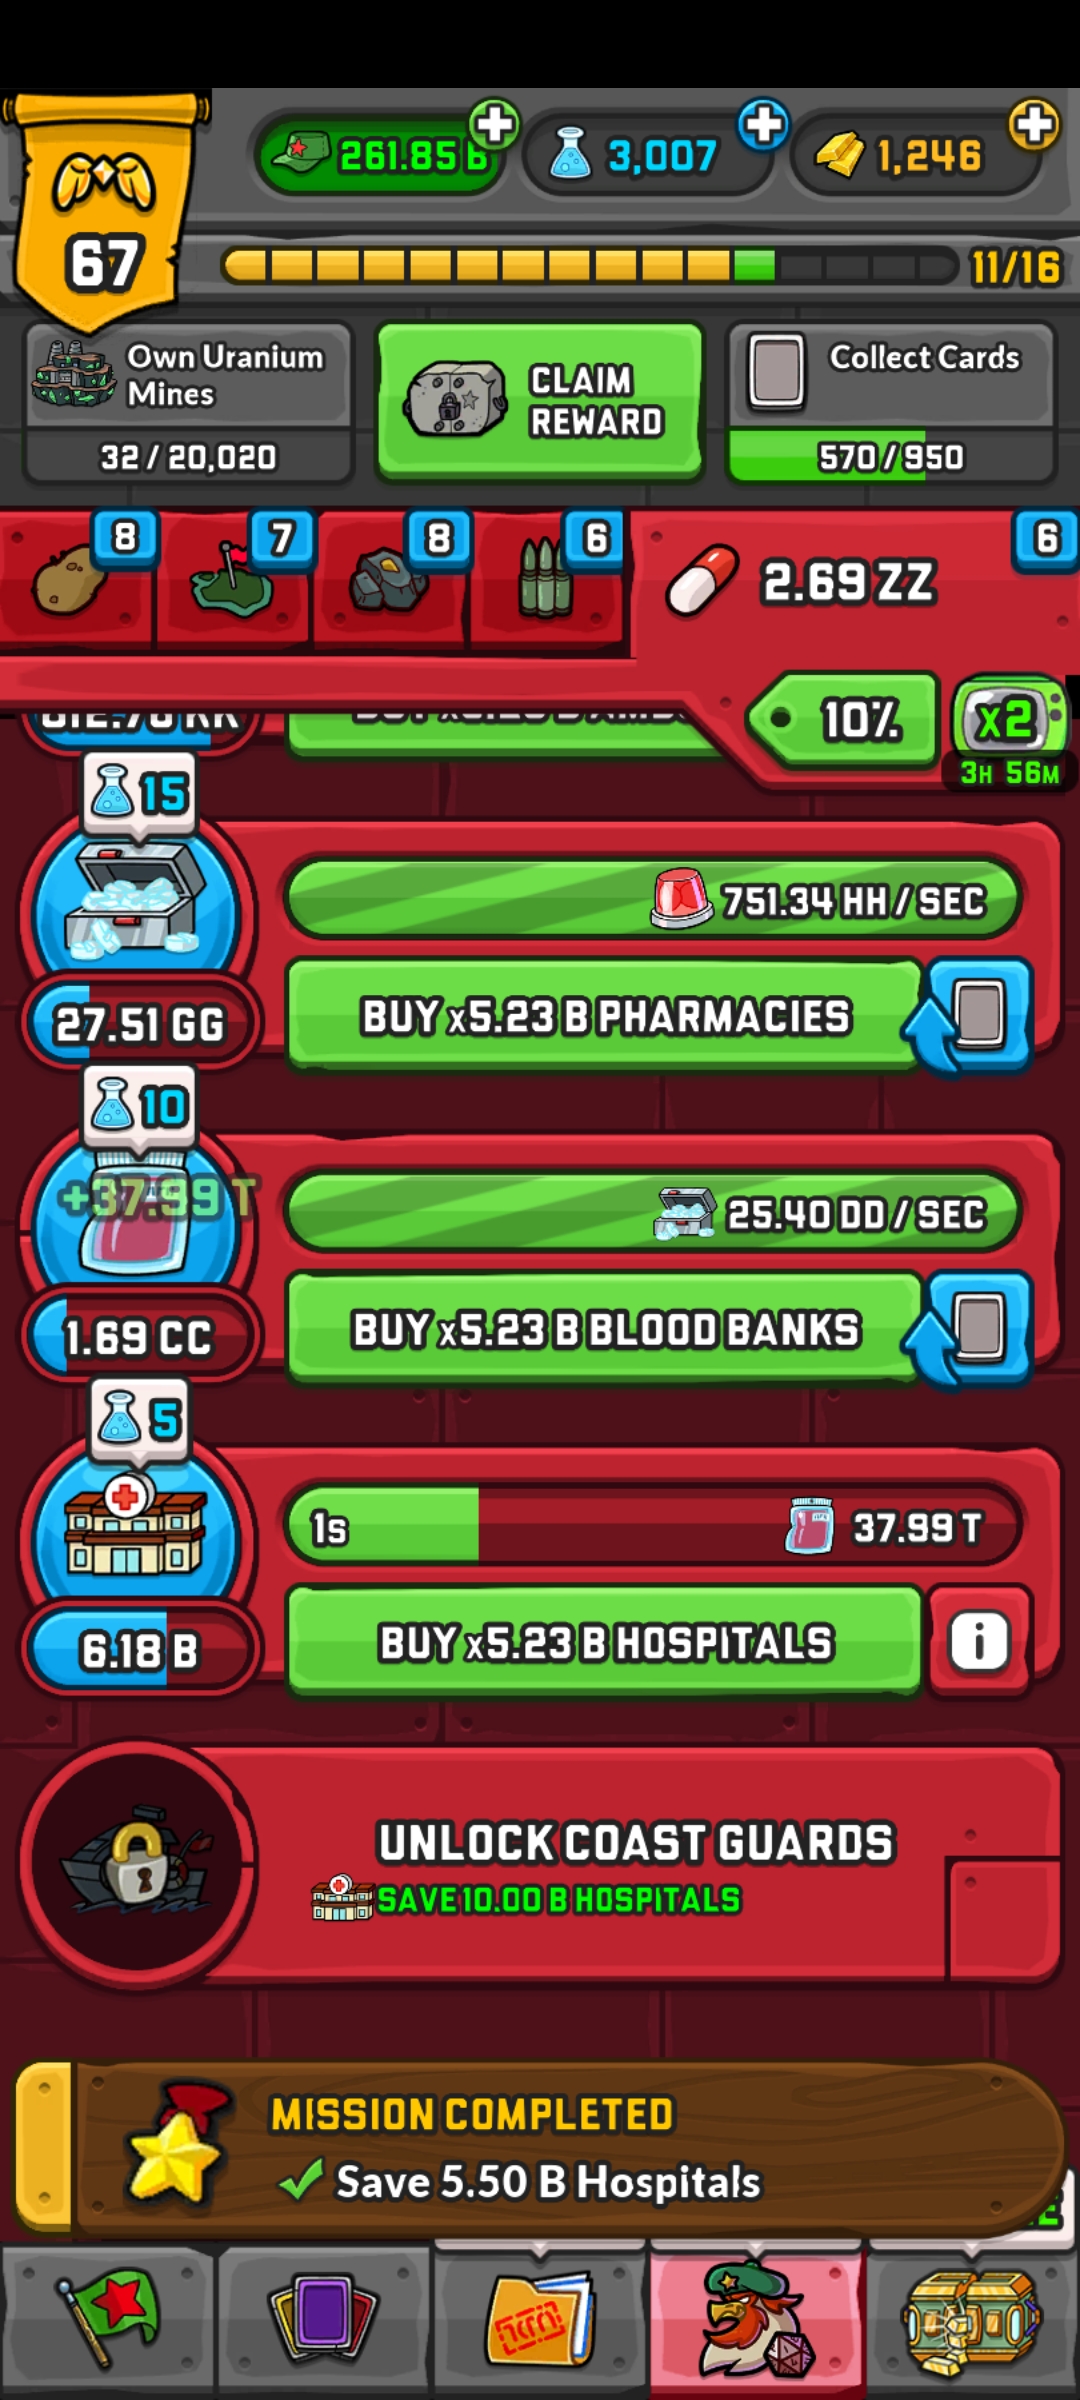 67
261.85 B
3,007
1,246
11/16
Own Uranium
Mines
32 / 20,020
CLAIM
REWARD
Collect Cards
570 / 950
8
7
8
6
2.69 ZZ
6
10%
x2
3H 56M
15
751.34 HH / SEC
27.51 GG
BUY x5.23 B PHARMACIES
10
+37.99 T
25.40 DD / SEC
1.69 CC
BUY x5.23 B BLOOD BANKS
5
1s
37.99 T
6.18 B
BUY x5.23 B HOSPITALS
i
UNLOCK COAST GUARDS
SAVE 10.00 B HOSPITALS
MISSION COMPLETED
Save 5.50 B Hospitals